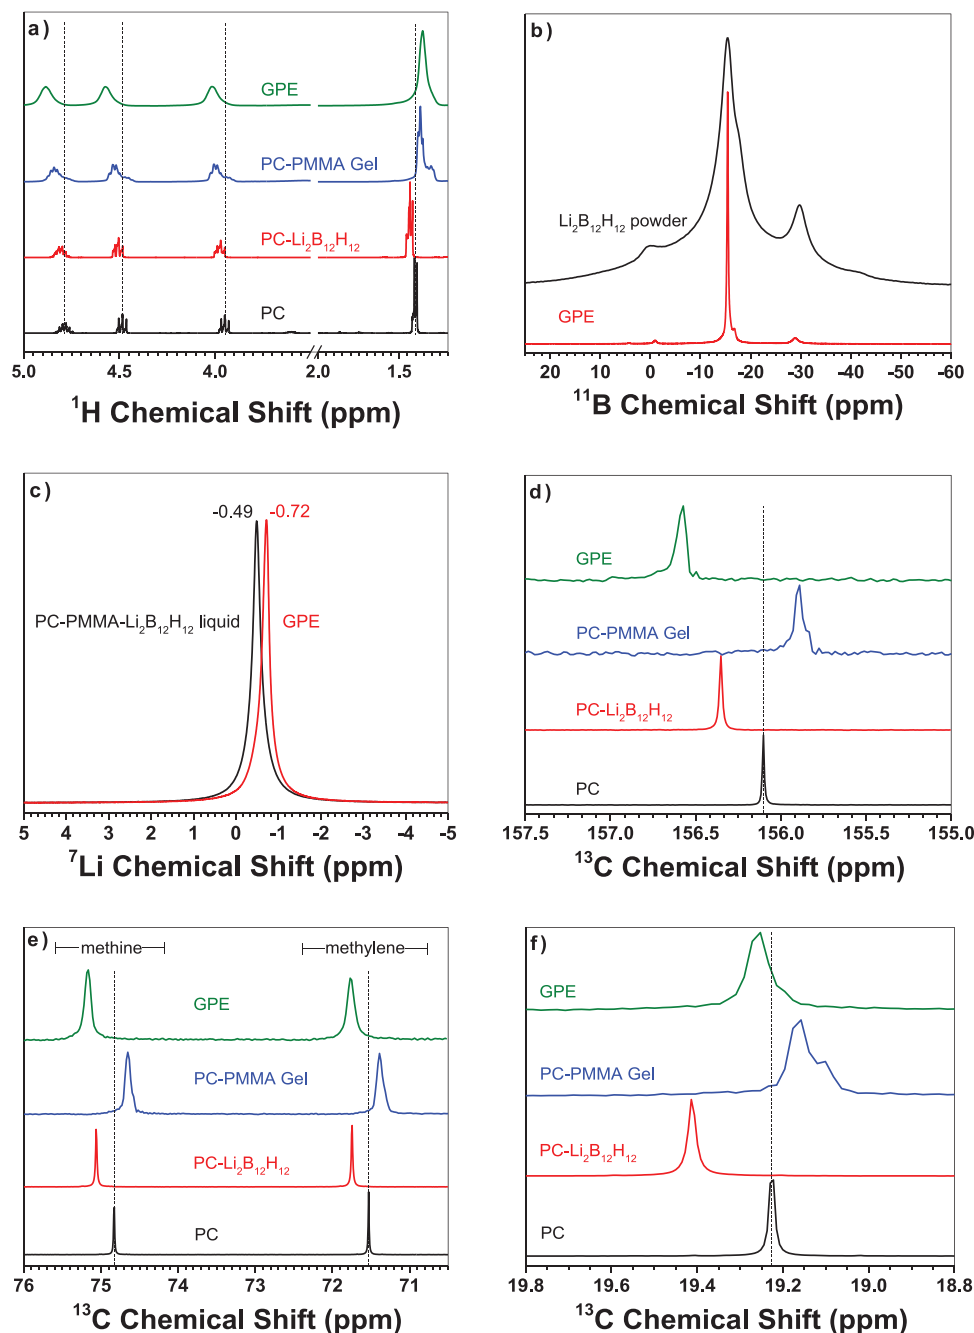 a)
GPE
PC-PMMA Gel
PC-Li₂B₁₂H₁₂
PC
5.0 4.5 4.0 2.0 1.5
¹H Chemical Shift (ppm)
b)
Li₂B₁₂H₁₂ powder
GPE
20 10 0 -10 -20 -30 -40 -50 -60
¹¹B Chemical Shift (ppm)
c)
-0.49 -0.72
PC-PMMA-Li₂B₁₂H₁₂ liquid GPE
5 4 3 2 1 0 -1 -2 -3 -4 -5
⁷Li Chemical Shift (ppm)
d)
GPE
PC-PMMA Gel
PC-Li₂B₁₂H₁₂
PC
157.5 157.0 156.5 156.0 155.5 155.0
¹³C Chemical Shift (ppm)
e)
methine methylene
GPE
PC-PMMA Gel
PC-Li₂B₁₂H₁₂
PC
76 75 74 73 72 71
¹³C Chemical Shift (ppm)
f)
GPE
PC-PMMA Gel
PC-Li₂B₁₂H₁₂
PC
19.8 19.6 19.4 19.2 19.0 18.8
¹³C Chemical Shift (ppm)